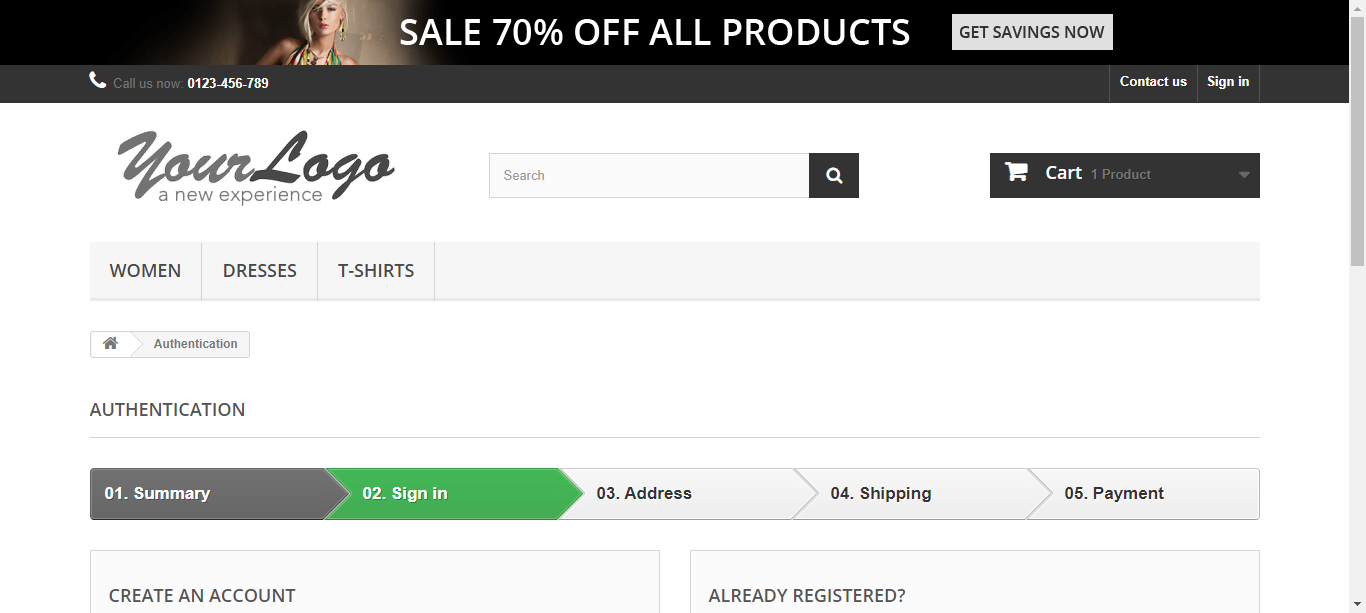 SALE 70% OFF ALL PRODUCTS GET SAVINGS NOW
Call us now: 0123-456-789 Contact us Sign in
Your Logo
a new experience
Search
Cart 1 Product
WOMEN DRESSES T-SHIRTS
Authentication
AUTHENTICATION
01. Summary 02. Sign in 03. Address 04. Shipping 05. Payment
CREATE AN ACCOUNT ALREADY REGISTERED?